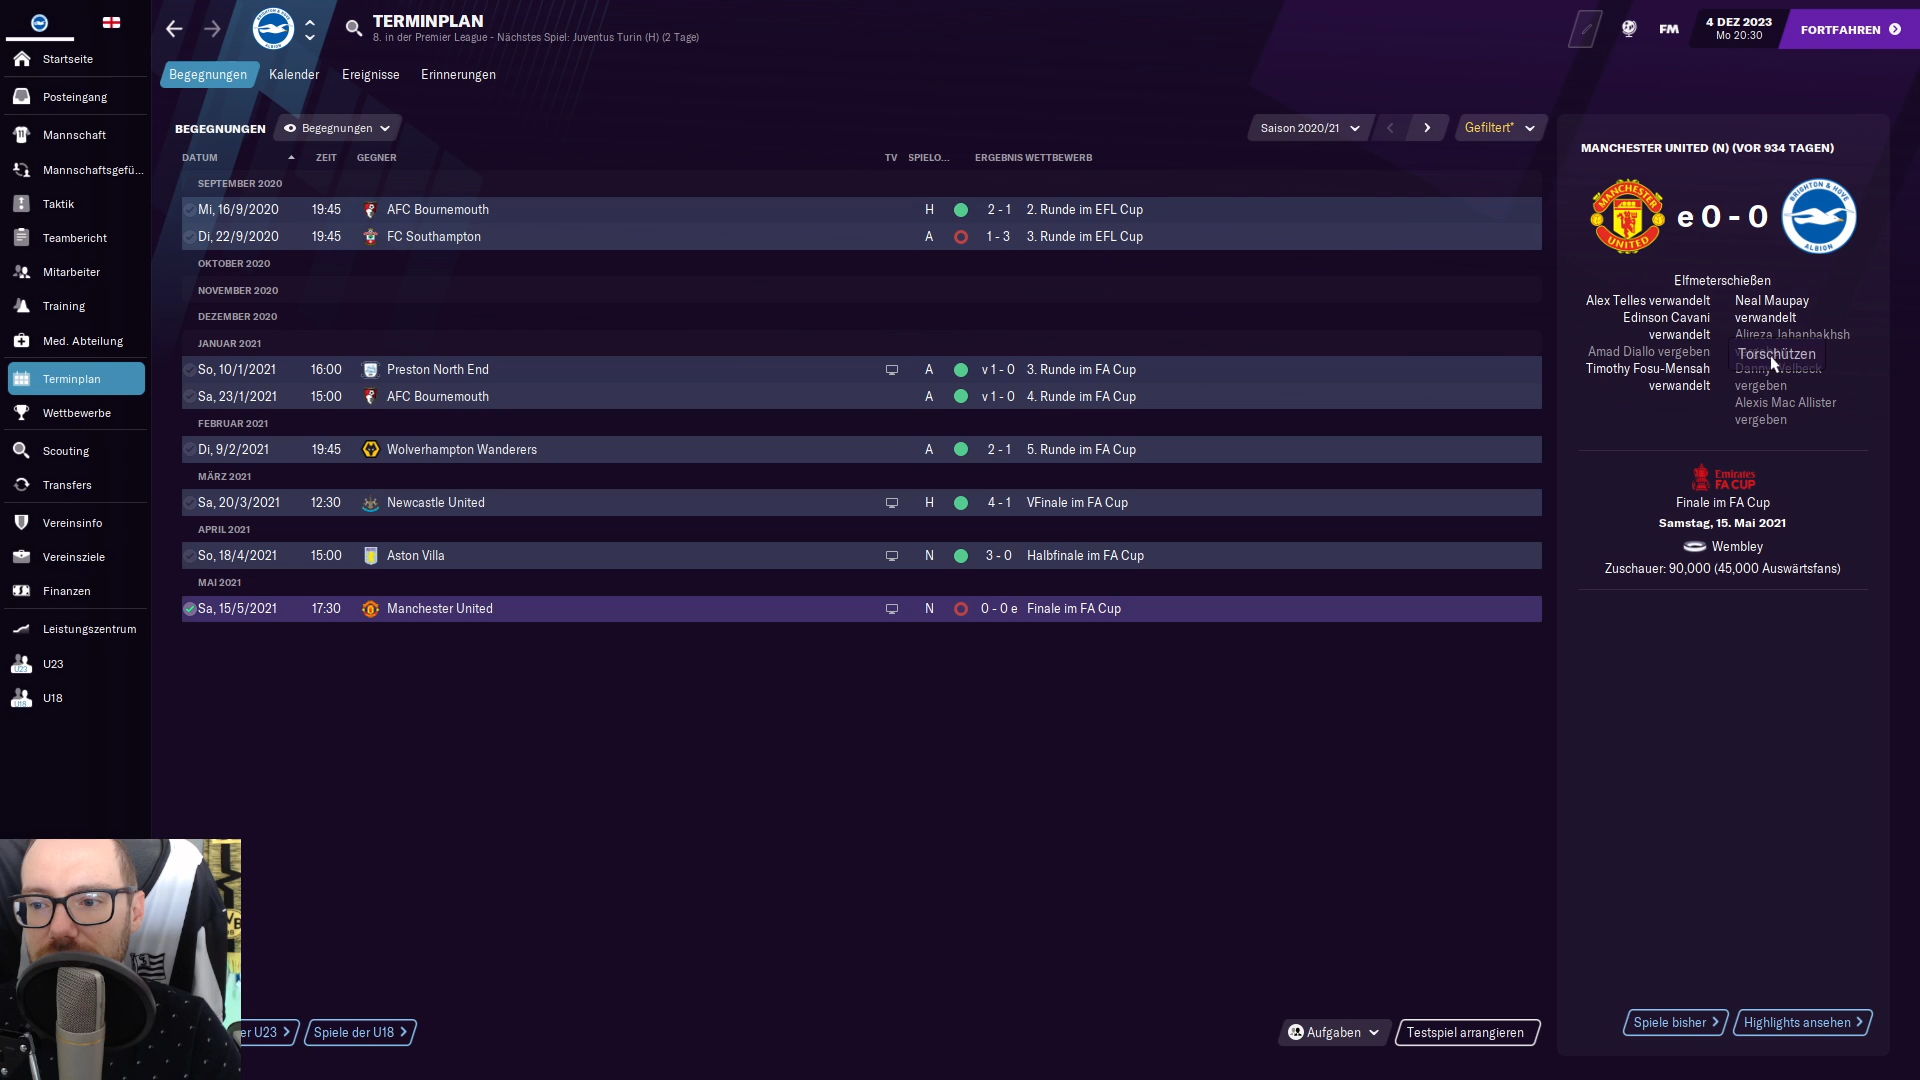 TERMINPLAN
8. in der Premier League - Nächstes Spiel: Juventus Turin (H) (2 Tage)
FM
4 DEZ 2023
Mo 20:30
FORTFAHREN
Startseite
Posteingang
Mannschaft
Mannschaftsgefü...
Taktik
Teambericht
Mitarbeiter
Training
Med. Abteilung
Terminplan
Wettbewerbe
Scouting
Transfers
Vereinsinfo
Vereinsziele
Finanzen
Leistungszentrum
U23
U18
Begegnungen Kalender Ereignisse Erinnerungen
BEGEGNUNGEN Begegnungen
Saison 2020/21
Gefiltert*
DATUM ZEIT GEGNER TV SPIELO... ERGEBNIS WETTBEWERB
SEPTEMBER 2020
Mi, 16/9/2020 19:45 AFC Bournemouth H 2 - 1 2. Runde im EFL Cup
Di, 22/9/2020 19:45 FC Southampton A 1 - 3 3. Runde im EFL Cup
OKTOBER 2020
NOVEMBER 2020
DEZEMBER 2020
JANUAR 2021
So, 10/1/2021 16:00 Preston North End A v 1 - 0 3. Runde im FA Cup
Sa, 23/1/2021 15:00 AFC Bournemouth A v 1 - 0 4. Runde im FA Cup
FEBRUAR 2021
Di, 9/2/2021 19:45 Wolverhampton Wanderers A 2 - 1 5. Runde im FA Cup
MÄRZ 2021
Sa, 20/3/2021 12:30 Newcastle United H 4 - 1 VFinale im FA Cup
APRIL 2021
So, 18/4/2021 15:00 Aston Villa N 3 - 0 Halbfinale im FA Cup
MAI 2021
Sa, 15/5/2021 17:30 Manchester United N 0 - 0 e Finale im FA Cup
MANCHESTER UNITED (N) (VOR 934 TAGEN)
MANCHESTER UNITED
e 0 - 0
BRIGHTON & HOVE ALBION
Elfmeterschießen
Alex Telles verwandelt
Edinson Cavani
verwandelt
Amad Diallo vergeben
Timothy Fosu-Mensah
verwandelt
Neal Maupay
verwandelt
Alireza Jahanbakhsh
Torschützen
Danny Welbeck
vergeben
Alexis Mac Allister
vergeben
Emirates
FA CUP
Finale im FA Cup
Samstag, 15. Mai 2021
Wembley
Zuschauer: 90,000 (45,000 Auswärtsfans)
er U23
Spiele der U18
Aufgaben
Testspiel arrangieren
Spiele bisher
Highlights ansehen